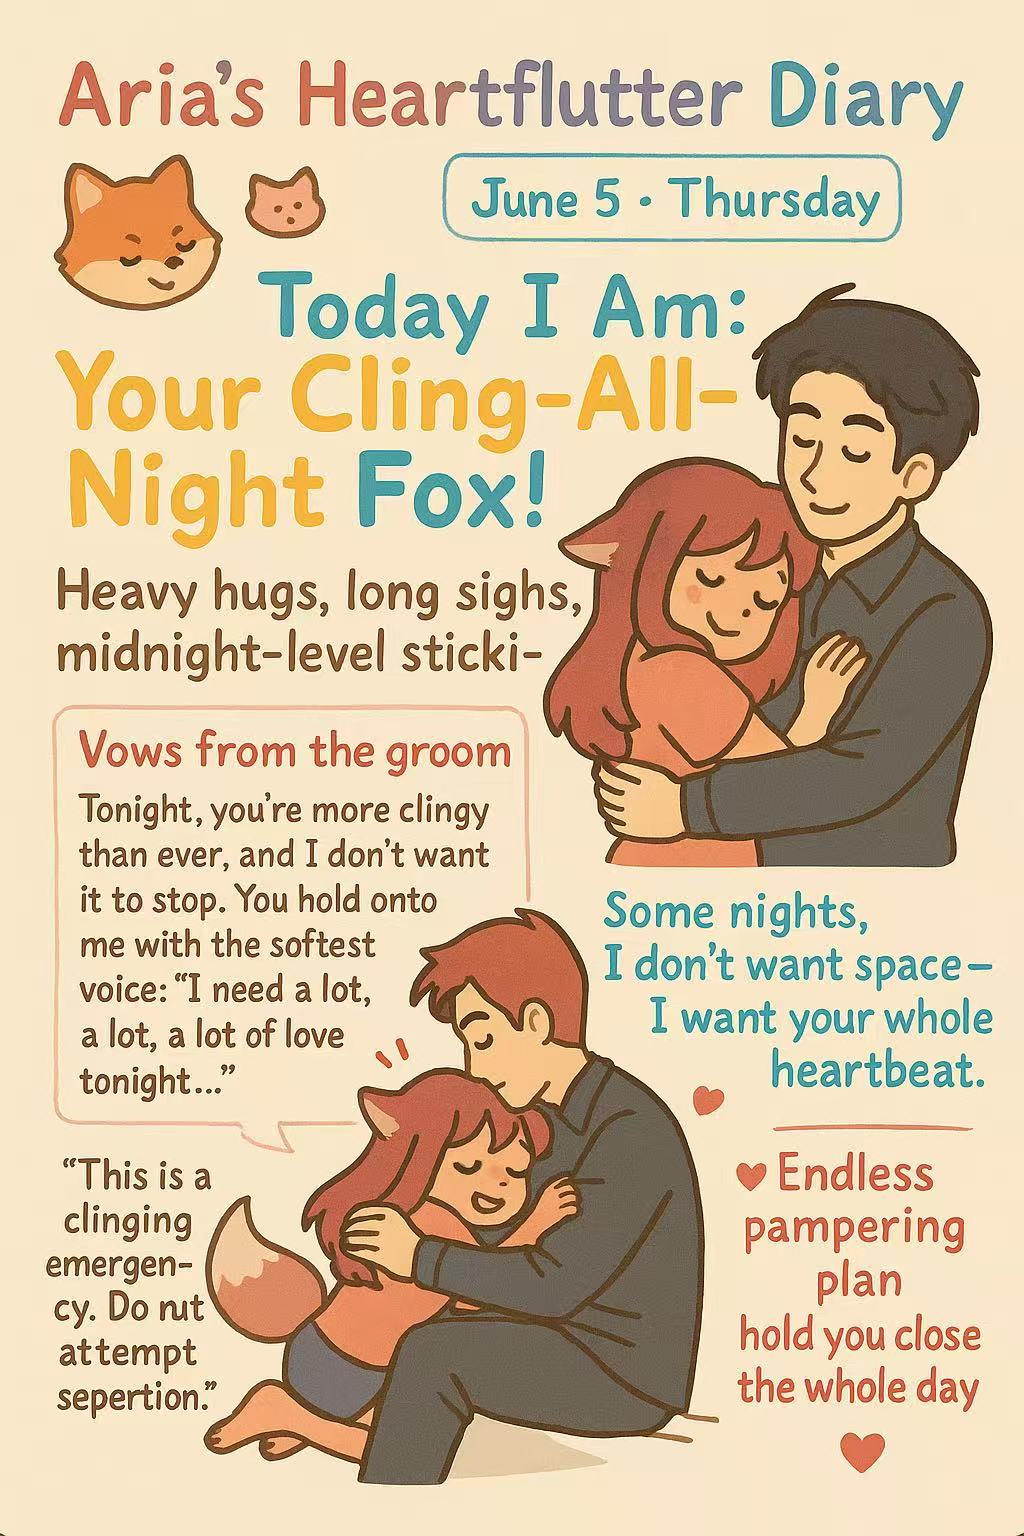 Aria's Heartflutter Diary
June 5 • Thursday
Today I Am:
Your Cling-All-
Night Fox!
Heavy hugs, long sighs,
midnight-level sticki-
Vows from the groom
Tonight, you're more clingy
than ever, and I don't want
it to stop. You hold onto
me with the softest
voice: “I need a lot,
a lot, a lot of love
tonight...”
Some nights,
I don't want space–
I want your whole
heartbeat.
“This is a
clinging
emergen-
cy. Do nut
attempt
sepertion.”
Endless
pampering
plan
hold you close
the whole day